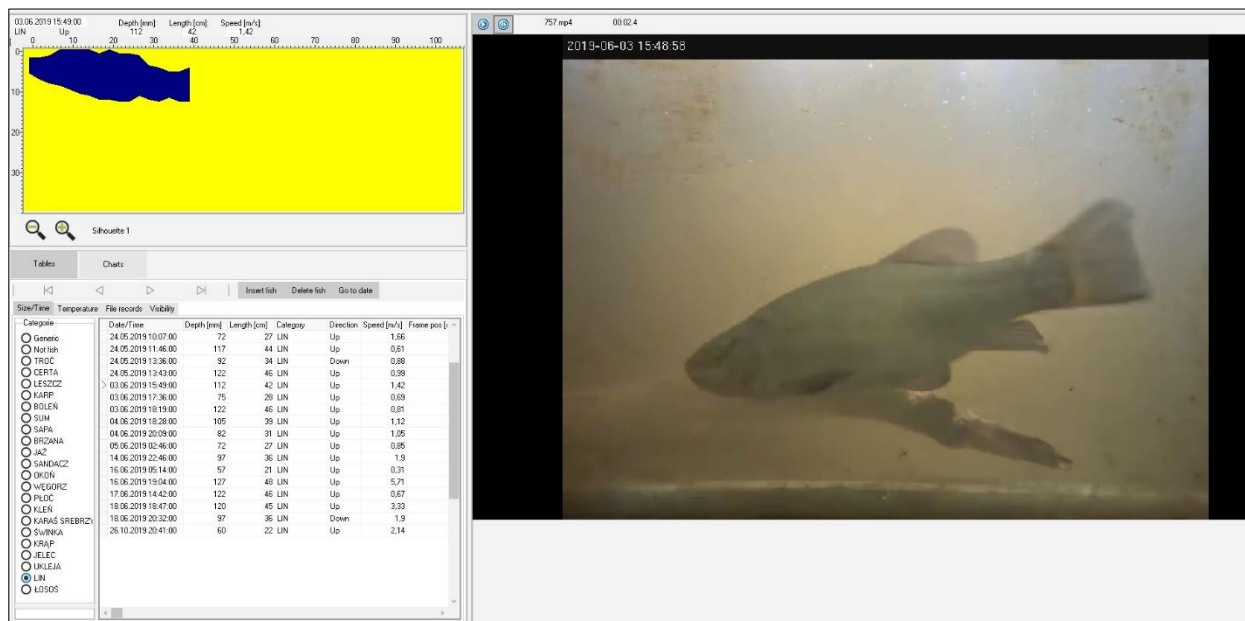 03.06.2019 15:49:00 Depth [mm]: Length [cm]: Speed [m/s]:
LIN Up 112 42 1,42
0 10 20 30 40 50 60 70 80 90 100
0
10
20
30
Silhouette 1
Tables Charts
Insert fish Delete fish Go to date
Size/Time Temperature File records Visibility
Categorie
Generic
Not fish
TROĆ
CERTA
LESZCZ
KARP
BOLEŃ
SUM
SAPA
BRZANA
JAŹ
SANDACZ
OKOŃ
WĘGORZ
PŁOĆ
KLEŃ
KARAŚ SREBRZY
ŚWINKA
KRĄP
JELEC
UKLEJA
LIN
ŁOSOŚ
Date/Time Depth [mm] Length [cm] Category Direction Speed [m/s] Frame pos [
24.05.2019 10:07:00 72 27 LIN Up 1,66
24.05.2019 11:46:00 117 44 LIN Up 0,61
24.05.2019 13:36:00 92 34 LIN Down 0,88
24.05.2019 13:43:00 122 46 LIN Up 0,99
03.06.2019 15:49:00 112 42 LIN Up 1,42
03.06.2019 17:36:00 75 28 LIN Up 0,69
03.06.2019 18:19:00 122 46 LIN Up 0,81
04.06.2019 18:28:00 105 39 LIN Up 1,12
04.06.2019 20:09:00 82 31 LIN Up 1,05
05.06.2019 02:46:00 72 27 LIN Up 0,85
14.06.2019 22:46:00 97 36 LIN Up 1,9
16.06.2019 05:14:00 57 21 LIN Up 0,31
16.06.2019 19:04:00 127 48 LIN Up 5,71
17.06.2019 14:42:00 122 46 LIN Up 0,67
18.06.2019 18:47:00 120 45 LIN Up 3,33
18.06.2019 20:32:00 97 36 LIN Down 1,9
26.10.2019 20:41:00 60 22 LIN Up 2,14
757.mp4 00:02.4
2019-06-03 15:48:58